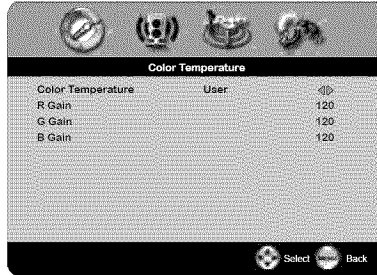 Color Temperature
Color Temperature User
R Gain 120
G Gain 120
B Gain 120
Select Back